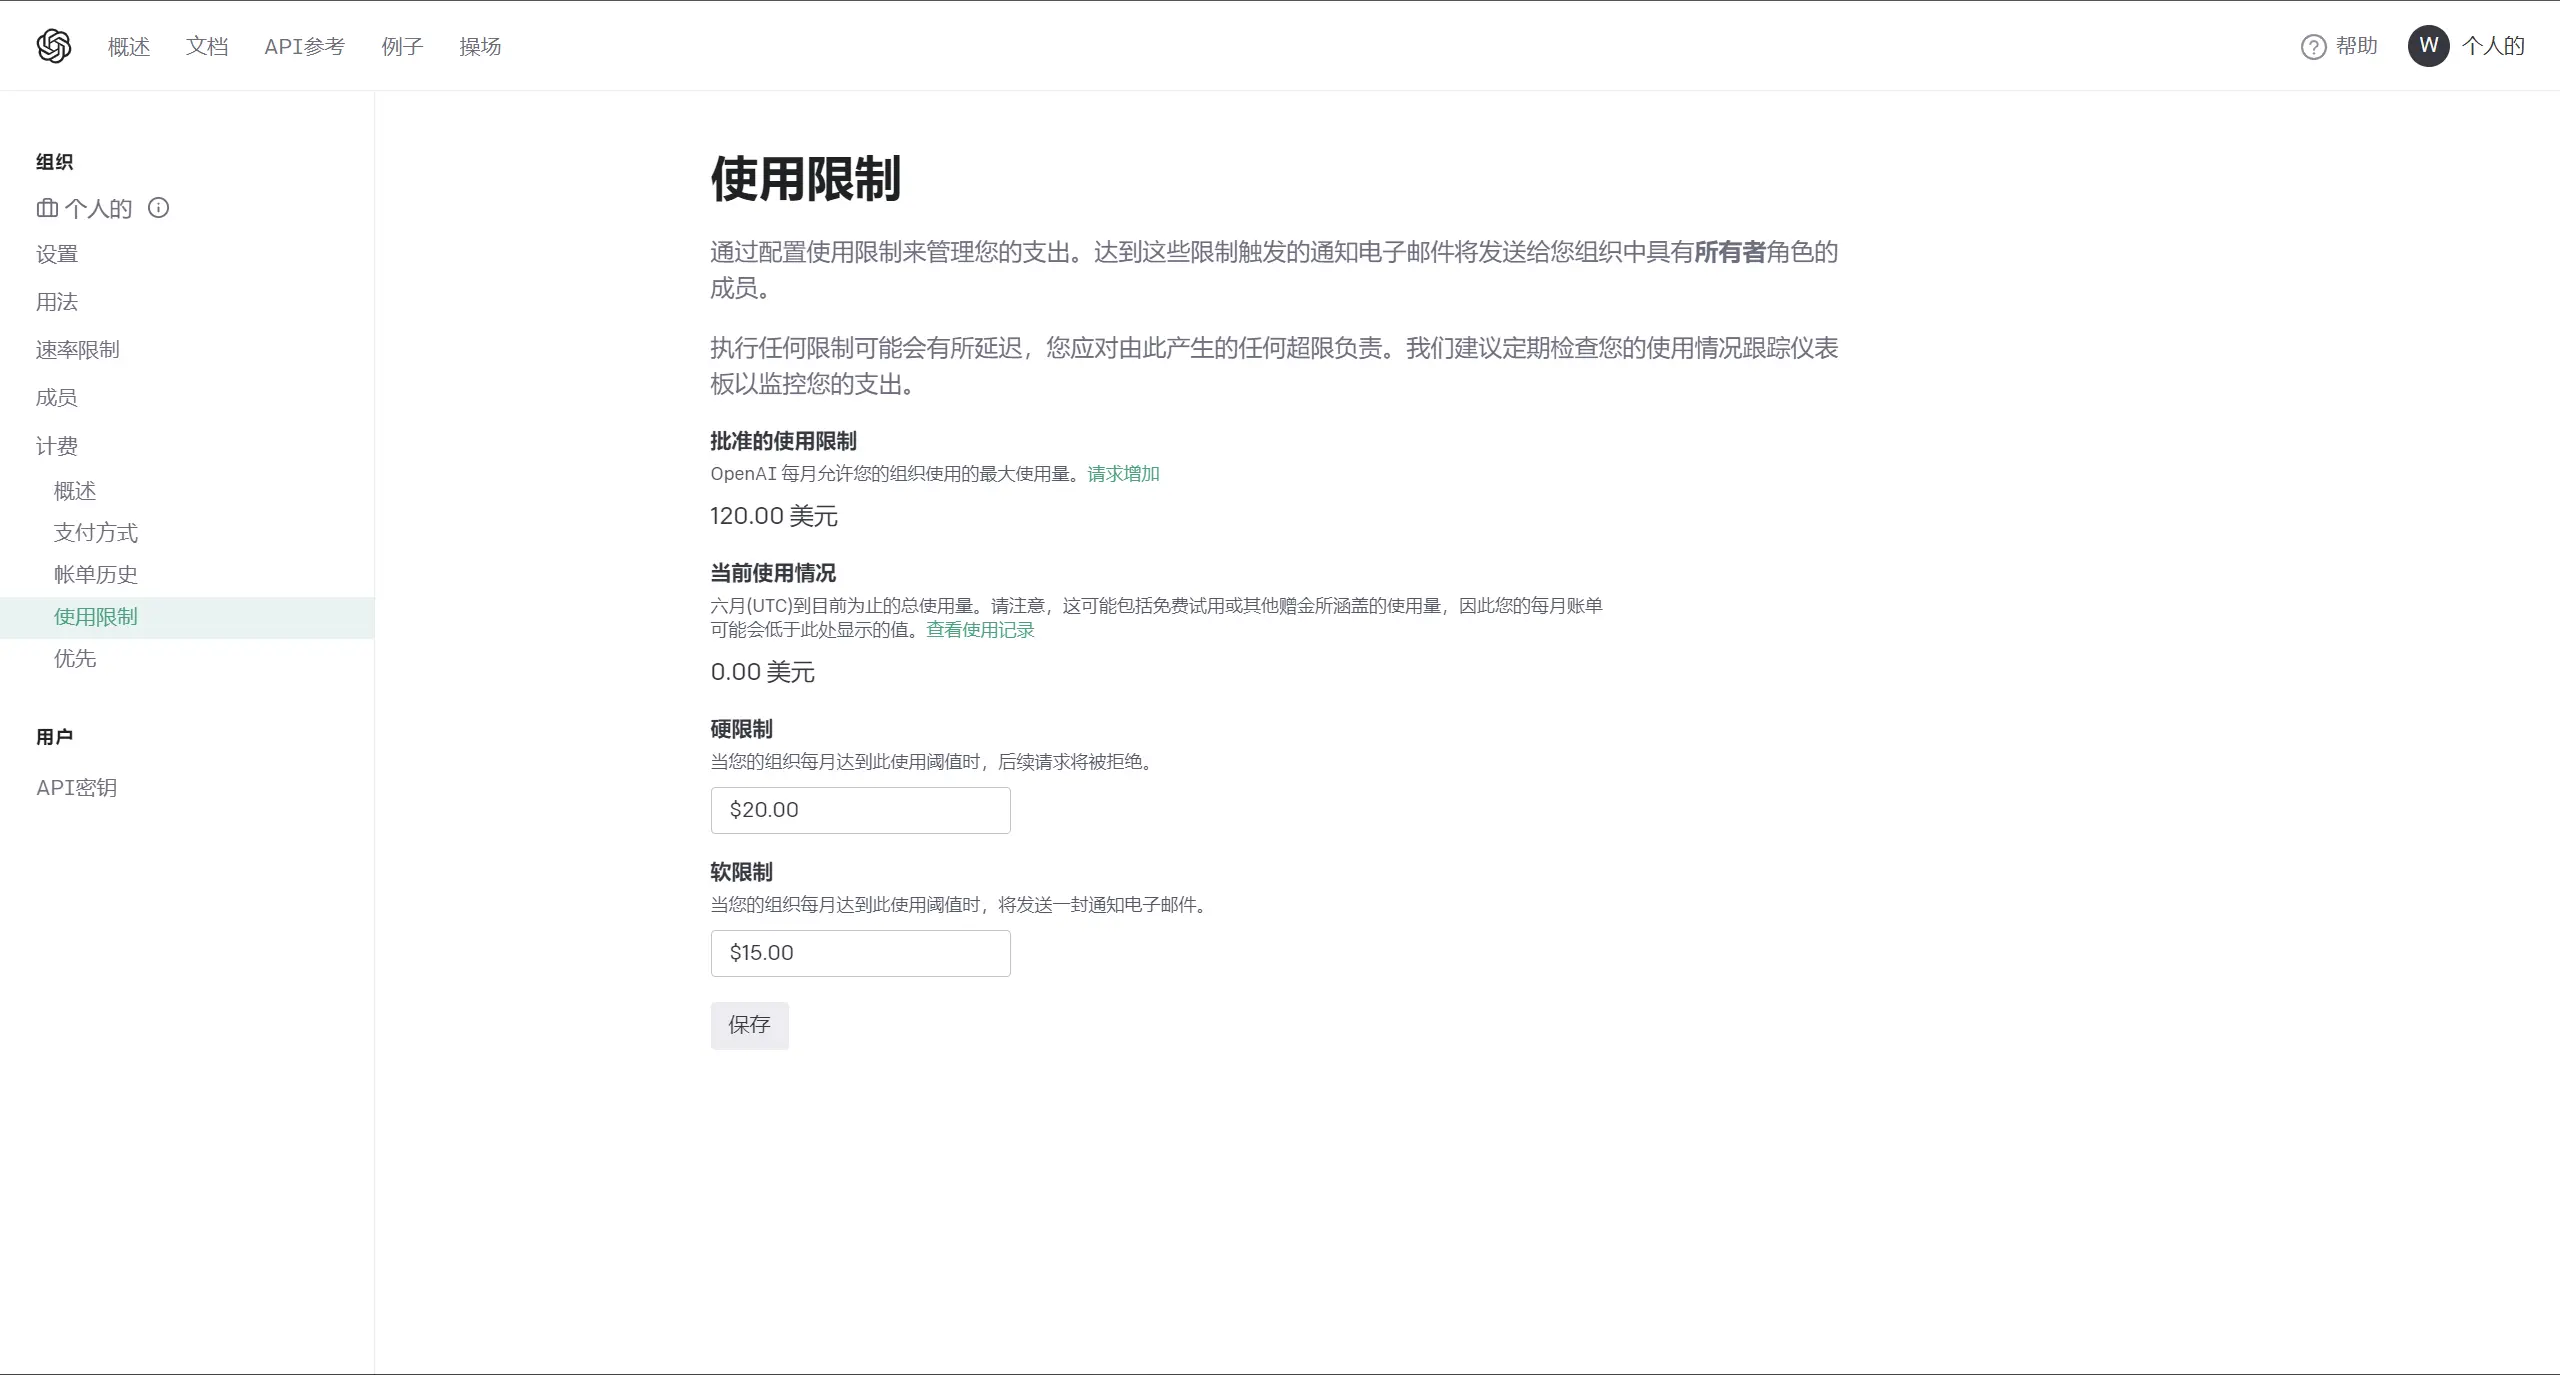 概述 文档 API参考 例子 操场 帮助 W 个人的
组织
个人的
设置
用法
速率限制
成员
计费
概述
支付方式
帐单历史
使用限制
优先
用户
API密钥
使用限制
通过配置使用限制来管理您的支出。达到这些限制触发的通知电子邮件将发送给您组织中具有所有者角色的
成员。
执行任何限制可能会有所延迟，您应对由此产生的任何超限负责。我们建议定期检查您的使用情况跟踪仪表
板以监控您的支出。
批准的使用限制
OpenAI 每月允许您的组织使用的最大使用量。请求增加
120.00 美元
当前使用情况
六月(UTC)到目前为止的总使用量。请注意，这可能包括免费试用或其他赠金所涵盖的使用量，因此您的每月账单
可能会低于此处显示的值。查看使用记录
0.00 美元
硬限制
当您的组织每月达到此使用阈值时，后续请求将被拒绝。
$20.00
软限制
当您的组织每月达到此使用阈值时，将发送一封通知电子邮件。
$15.00
保存